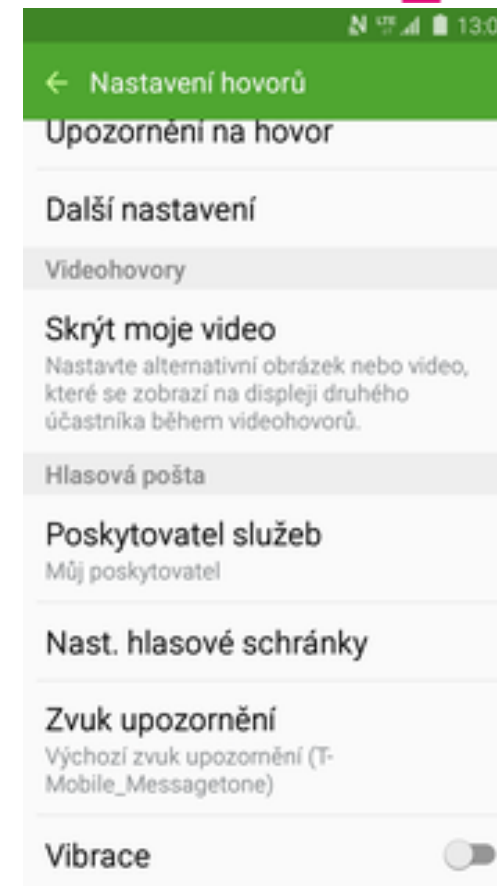 LTE 13:0
Nastavení hovorů
Upozornění na hovor
Další nastavení
Videohovory
Skrýt moje video
Nastavte alternativní obrázek nebo video,
které se zobrazí na displeji druhého
účastníka během videohovorů.
Hlasová pošta
Poskytovatel služeb
Můj poskytovatel
Nast. hlasové schránky
Zvuk upozornění
Výchozí zvuk upozornění (T-
Mobile_Messagetone)
Vibrace